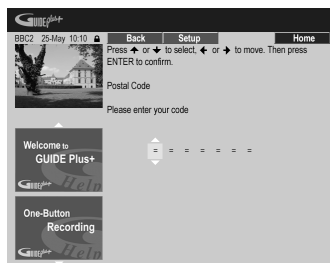 GUIDE plus+
BBC2 25-May 10:10 Back Setup Home
Press ↑ or ↓ to select, ← or → to move. Then press
ENTER to confirm.
Postal Code
Please enter your code
= = = = = = =
Welcome to
GUIDE Plus+
GUIDE plus+ Help
One-Button
Recording
GUIDE plus+ Help